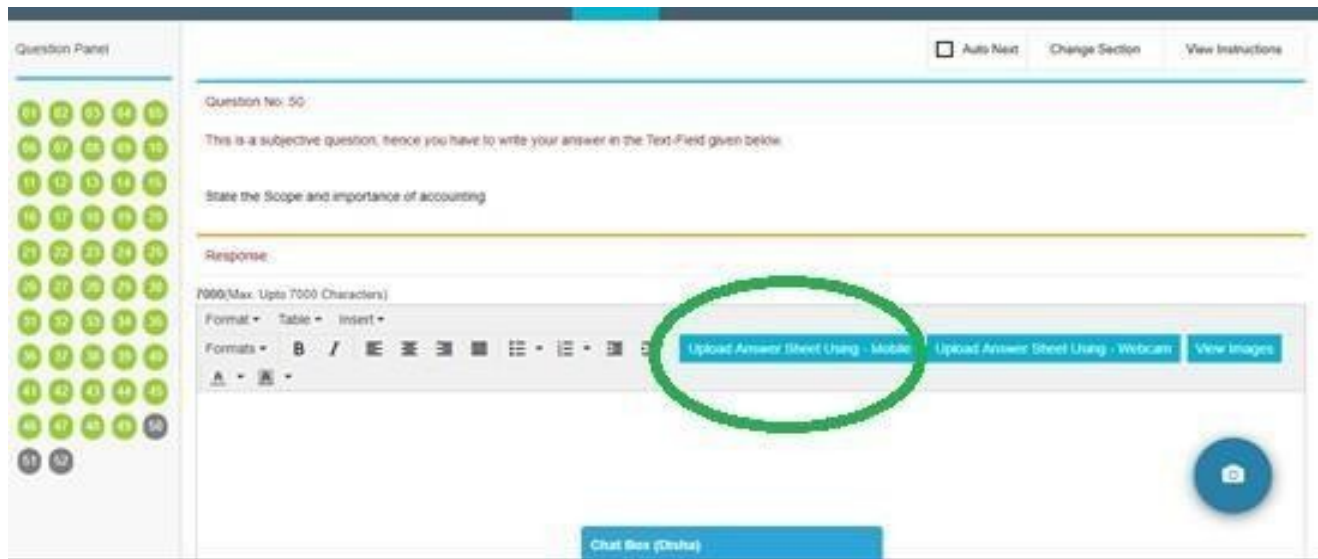 Question Panel
Auto Next Change Section View Instructions
01 02 03 04 05
06 07 08 09 10
11 12 13 14 15
16 17 18 19 20
21 22 23 24 25
26 27 28 29 30
31 32 33 34 35
36 37 38 39 40
41 42 43 44 45
46 47 48 49 50
51 52
Question No: 50
This is a subjective question, hence you have to write your answer in the Text-Field given below.
State the Scope and importance of accounting
Response:
7000(Max. Upto 7000 Characters)
Format Table Insert
Formats B I Upload Answer Sheet Using - Mobile Upload Answer Sheet Using - Webcam View Images
A A
Chat Box (Disha)